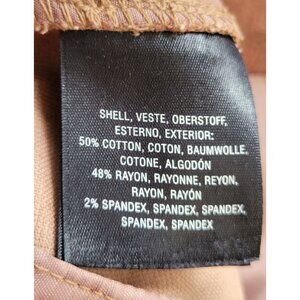 SHELL, VESTE, OBERSTOFF,
ESTERNO, EXTERIOR:
50% COTTON, COTON, BAUMWOLLE,
COTONE, ALGODÓN
48% RAYON, RAYONNE, REYON,
RAYON, RAYÓN
2% SPANDEX, SPANDEX, SPANDEX,
SPANDEX, SPANDEX